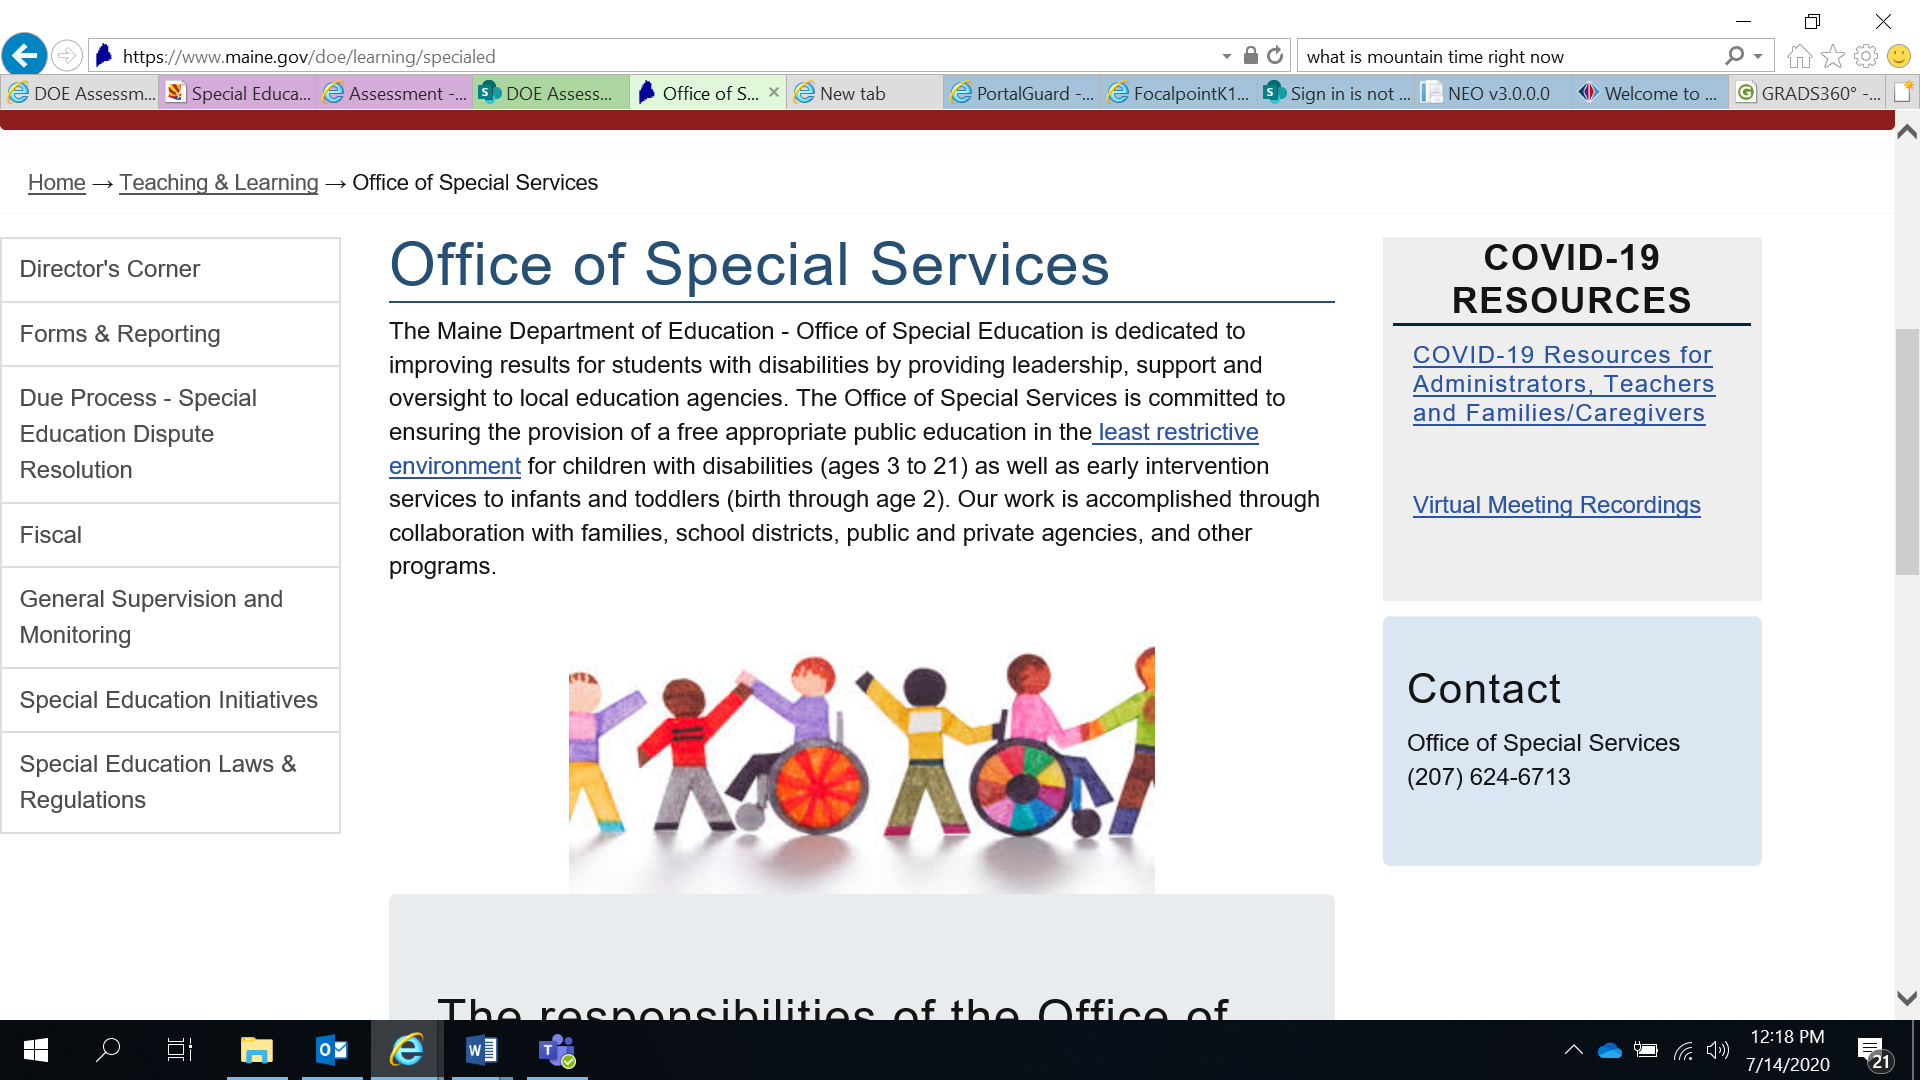 https://www.maine.gov/doe/learning/specialed
what is mountain time right now
DOE Assessm...
Special Educa...
Assessment -...
DOE Assess...
Office of S...
New tab
PortalGuard -...
FocalpointK1...
Sign in is not ...
NEO v3.0.0.0
Welcome to ...
GRADS360° -...
Home → Teaching & Learning → Office of Special Services
Director's Corner
Forms & Reporting
Due Process - Special
Education Dispute
Resolution
Fiscal
General Supervision and
Monitoring
Special Education Initiatives
Special Education Laws &
Regulations
Office of Special Services
The Maine Department of Education - Office of Special Education is dedicated to
improving results for students with disabilities by providing leadership, support and
oversight to local education agencies. The Office of Special Services is committed to
ensuring the provision of a free appropriate public education in the least restrictive
environment for children with disabilities (ages 3 to 21) as well as early intervention
services to infants and toddlers (birth through age 2). Our work is accomplished through
collaboration with families, school districts, public and private agencies, and other
programs.
The responsibilities of the Office of
COVID-19
RESOURCES
COVID-19 Resources for
Administrators, Teachers
and Families/Caregivers
Virtual Meeting Recordings
Contact
Office of Special Services
(207) 624-6713
12:18 PM
7/14/2020
21